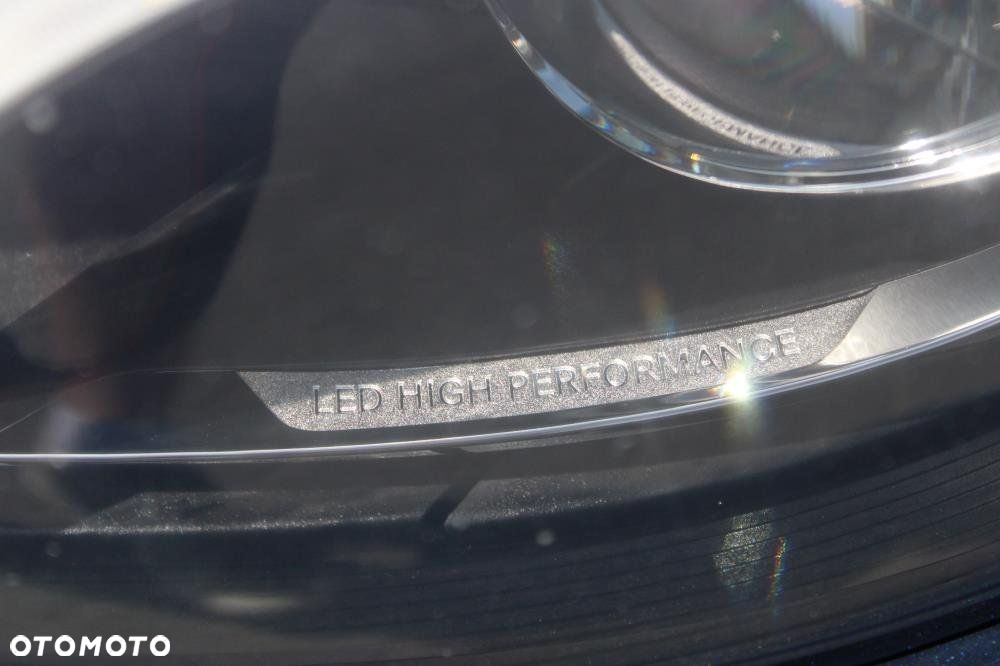 LED HIGH PERFORMANCE
OTOMOTO